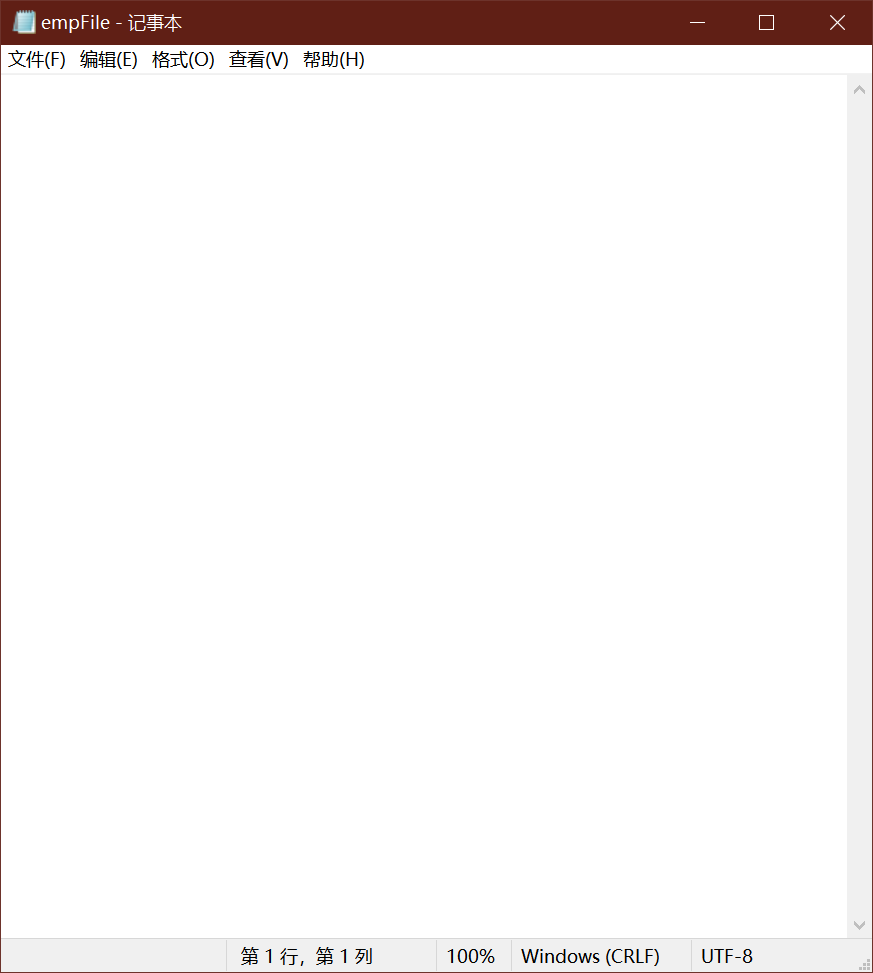 empFile - 记事本
文件(F) 编辑(E) 格式(O) 查看(V) 帮助(H)
第 1 行，第 1 列 100% Windows (CRLF) UTF-8